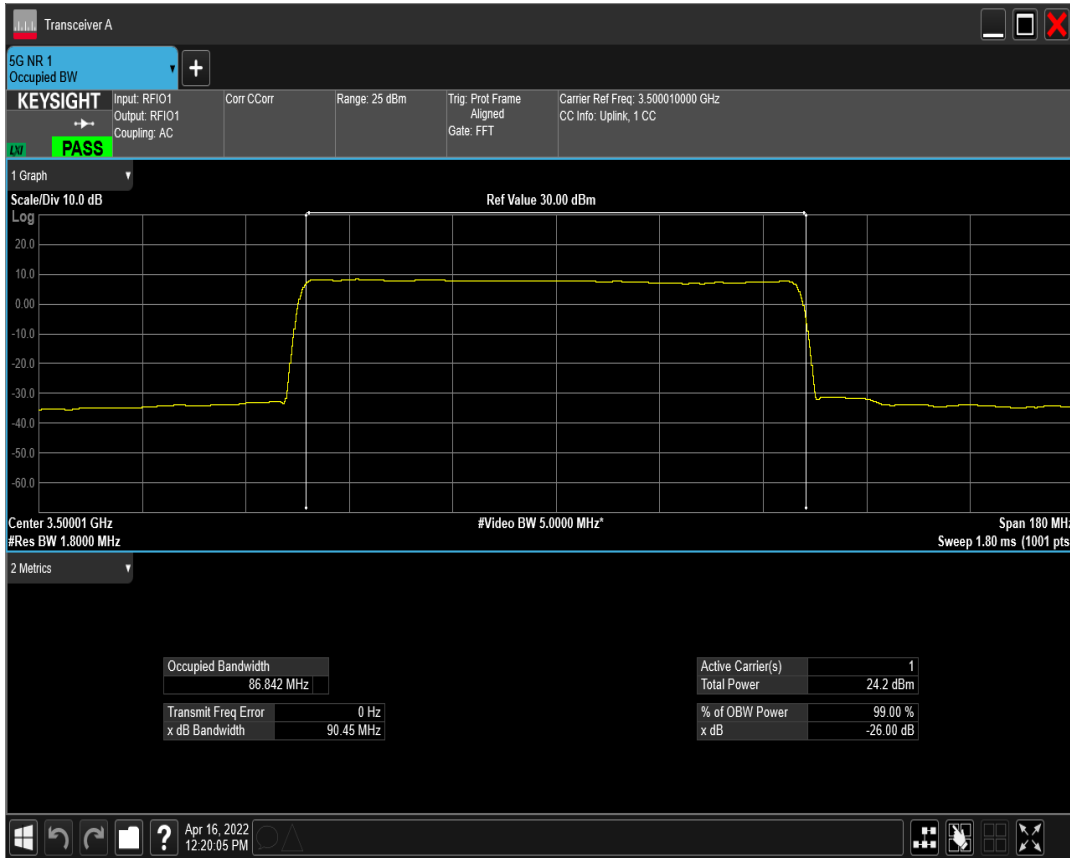 Transceiver A
5G NR 1
Occupied BW
KEYSIGHT
LXI
PASS
Input: RFIO1
Output: RFIO1
Coupling: AC
Corr CCorr
Range: 25 dBm
Trig: Prot Frame
Aligned
Gate: FFT
Carrier Ref Freq: 3.500010000 GHz
CC Info: Uplink, 1 CC
1 Graph
Scale/Div 10.0 dB
Ref Value 30.00 dBm
Log
20.0
10.0
0.00
-10.0
-20.0
-30.0
-40.0
-50.0
-60.0
Center 3.50001 GHz
#Video BW 5.0000 MHz*
Span 180 MHz
#Res BW 1.8000 MHz
Sweep 1.80 ms (1001 pts
2 Metrics
Occupied Bandwidth
86.842 MHz
Transmit Freq Error 0 Hz
x dB Bandwidth 90.45 MHz
Active Carrier(s) 1
Total Power 24.2 dBm
% of OBW Power 99.00 %
x dB -26.00 dB
?
Apr 16, 2022
12:20:05 PM